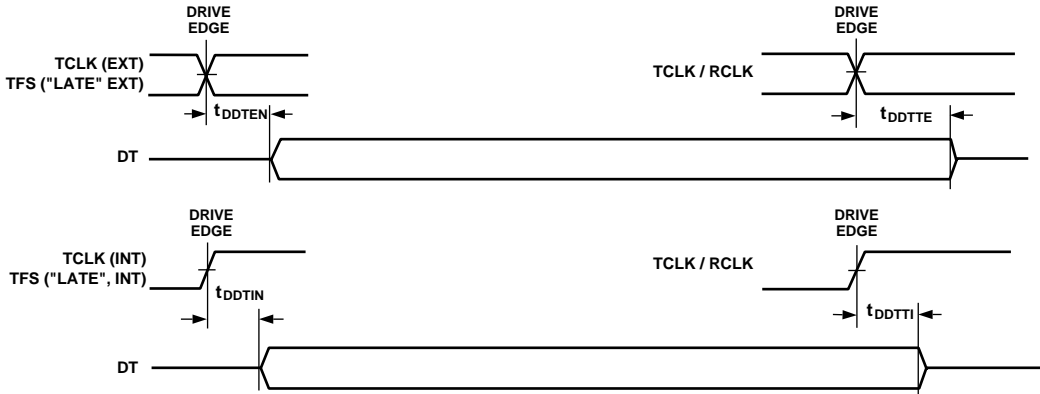 DRIVE
EDGE
DRIVE
EDGE
TCLK (EXT)
TFS ("LATE" EXT)
TCLK / RCLK
tDDTEN
tDDTTE
DT
DRIVE
EDGE
DRIVE
EDGE
TCLK (INT)
TFS ("LATE", INT)
TCLK / RCLK
tDDTIN
tDDTTI
DT